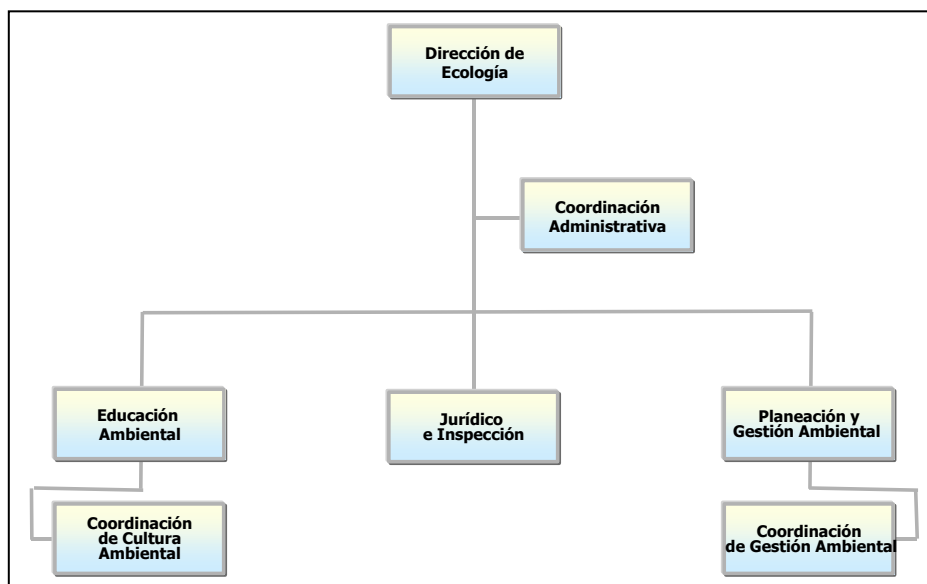 Dirección de
Ecología
Coordinación
Administrativa
Educación
Ambiental
Jurídico
e Inspección
Planeación y
Gestión Ambiental
Coordinación
de Cultura
Ambiental
Coordinación
de Gestión Ambiental